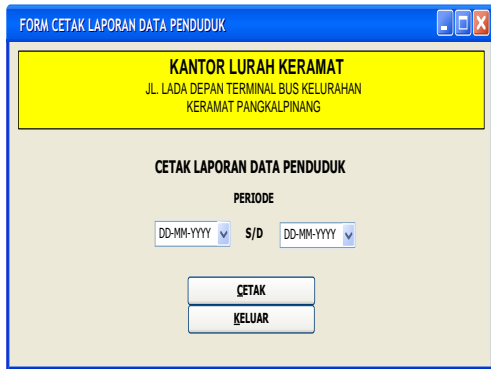 FORM CETAK LAPORAN DATA PENDUDUK
KANTOR LURAH KERAMAT
JL. LADA DEPAN TERMINAL BUS KELURAHAN
KERAMAT PANGKALPINANG
CETAK LAPORAN DATA PENDUDUK
PERIODE
DD-MM-YYYY S/D DD-MM-YYYY
CETAK
KELUAR